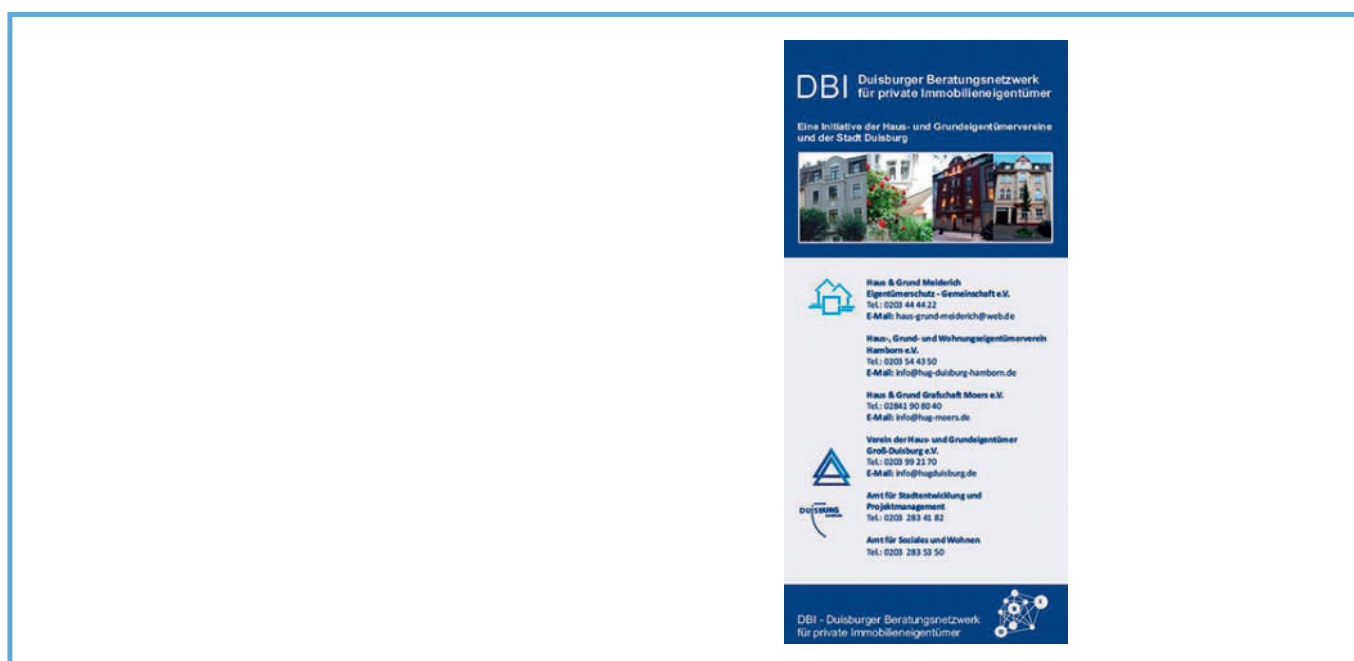 DBI Duisburger Beratungsnetzwerk
für private Immobilieneigentümer
Eine Initiative der Haus- und Grundeigentümervereine
und der Stadt Duisburg
Haus & Grund Meiderich
Eigentümerschutz - Gemeinschaft e.V.
Tel.: 0203 44 44 22
E-Mail: haus-grund-meiderich@web.de
Haus-, Grund- und Wohnungseigentümerverein
Hamborn e.V.
Tel.: 0203 54 43 50
E-Mail: info@hug-duisburg-hamborn.de
Haus & Grund Grafschaft Moers e.V.
Tel.: 02841 90 80 40
E-Mail: info@hug-moers.de
Verein der Haus- und Grundeigentümer
Groß-Duisburg e.V.
Tel.: 0203 99 21 70
E-Mail: info@hugduisburg.de
Amt für Stadtentwicklung und
Projektmanagement
Tel.: 0203 283 41 82
DUISBURG
Amt für Soziales und Wohnen
Tel.: 0203 283 53 50
DBI - Duisburger Beratungsnetzwerk
für private Immobilieneigentümer